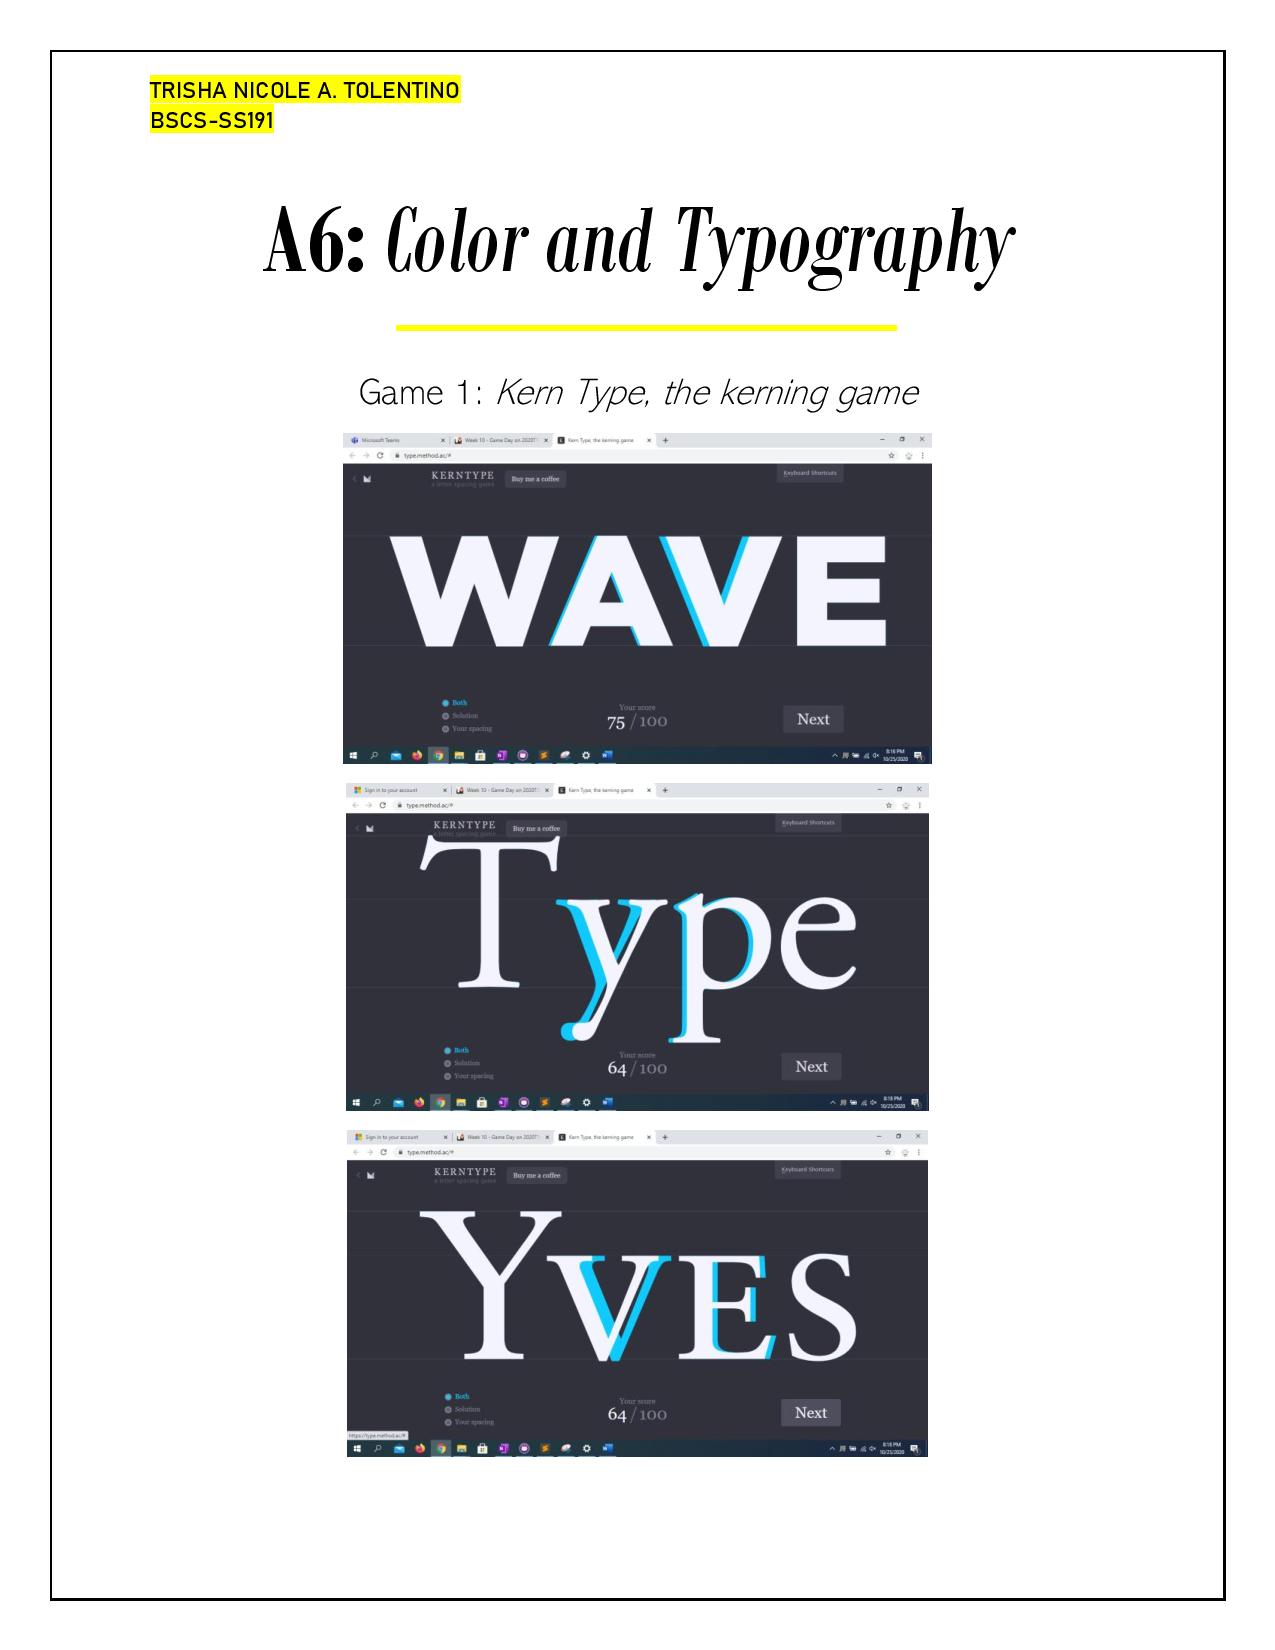 TRISHA NICOLE A. TOLENTINO
BSCS-SS191
A6: Color and Typography
Game 1: Kern Type, the kerning game
Microsoft Teams
Week 10 - Game Day on 2020T
Kern Type, the kerning game
type.method.ac/#
KERNTYPE
a letter spacing game
Buy me a coffee
Keyboard Shortcuts
WAVE
Both
Solution
Your spacing
Your score
75 / 100
Next
8:16 PM
10/25/2020
Sign in to your account
Week 10 - Game Day on 2020T
Kern Type, the kerning game
type.method.ac/#
KERNTYPE
a letter spacing game
Buy me a coffee
Keyboard Shortcuts
Type
Both
Solution
Your spacing
Your score
64 / 100
Next
8:18 PM
10/25/2020
Sign in to your account
Week 10 - Game Day on 2020T
Kern Type, the kerning game
type.method.ac/#
KERNTYPE
a letter spacing game
Buy me a coffee
Keyboard Shortcuts
YVES
Both
Solution
Your spacing
Your score
64 / 100
Next
https://type.method.ac/#
8:18 PM
10/25/2020